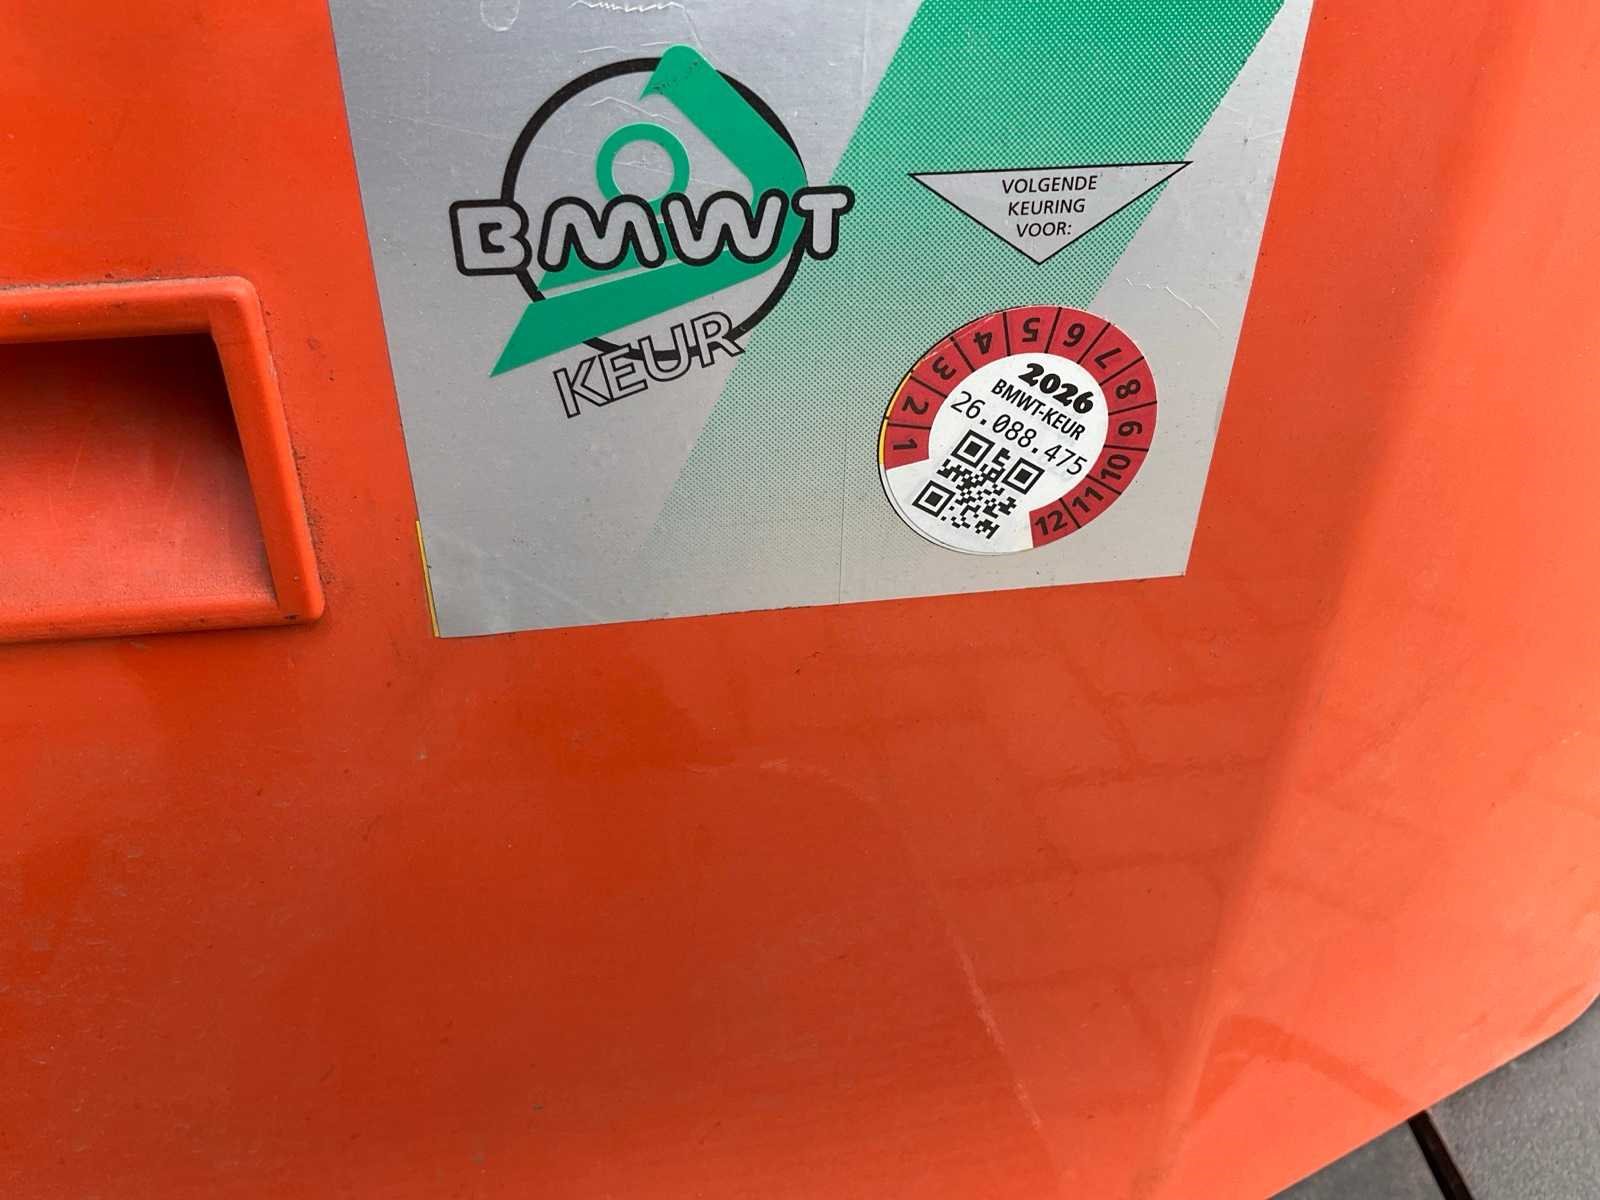 BMWT
KEUR
VOLGENDE
KEURING
VOOR:
1 2 3 4 5 6 7 8 9 10 11 12
2026
BMWT-KEUR
26.088.475